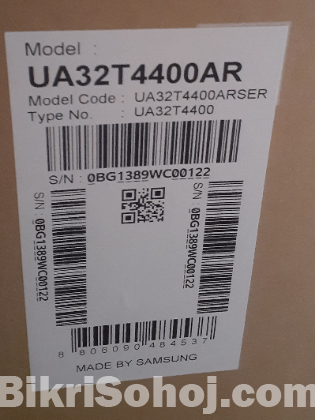 Model :
UA32T4400AR
Model Code : UA32T4400ARSER
Type No. : UA32T4400
S/N : 0BG1389WC00122
S/N : 0BG1389WC00122
S/N : 0BG1389WC00122
8 806090 484537
MADE BY SAMSUNG
BikriSohoj.com